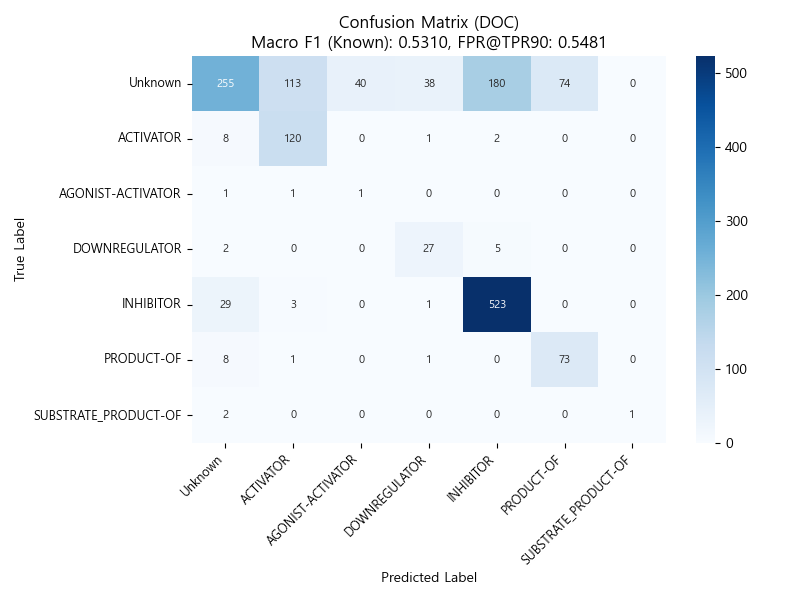 Confusion Matrix (DOC)
Macro F1 (Known): 0.5310, FPR@TPR90: 0.5481
Unknown 255 113 40 38 180 74 0
ACTIVATOR 8 120 0 1 2 0 0
AGONIST-ACTIVATOR 1 1 1 0 0 0 0
DOWNREGULATOR 2 0 0 27 5 0 0
INHIBITOR 29 3 0 1 523 0 0
PRODUCT-OF 8 1 0 1 0 73 0
SUBSTRATE_PRODUCT-OF 2 0 0 0 0 0 1
True Label
Unknown
ACTIVATOR
AGONIST-ACTIVATOR
DOWNREGULATOR
INHIBITOR
PRODUCT-OF
SUBSTRATE_PRODUCT-OF
Predicted Label
500
400
300
200
100
0